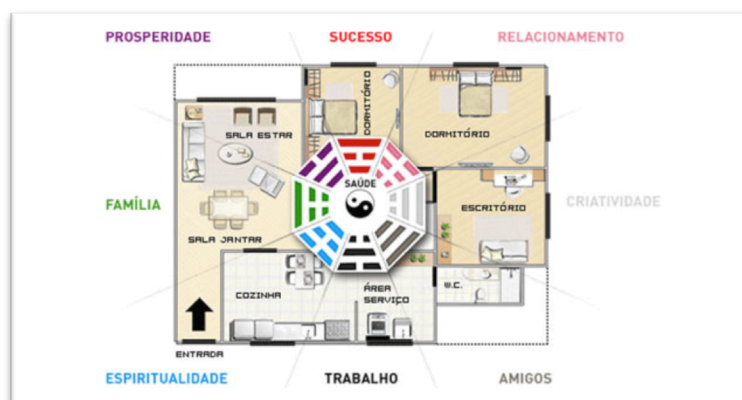 PROSPERIDADE
SUCESSO
RELACIONAMENTO
DORMITÓRIO
SALA ESTAR
DORMITÓRIO
SAÚDE
FAMÍLIA
CRIATIVIDADE
ESCRITÓRIO
SALA JANTAR
COZINHA
ÁREA
SERVIÇO
W.C.
ENTRADA
ESPIRITUALIDADE
TRABALHO
AMIGOS